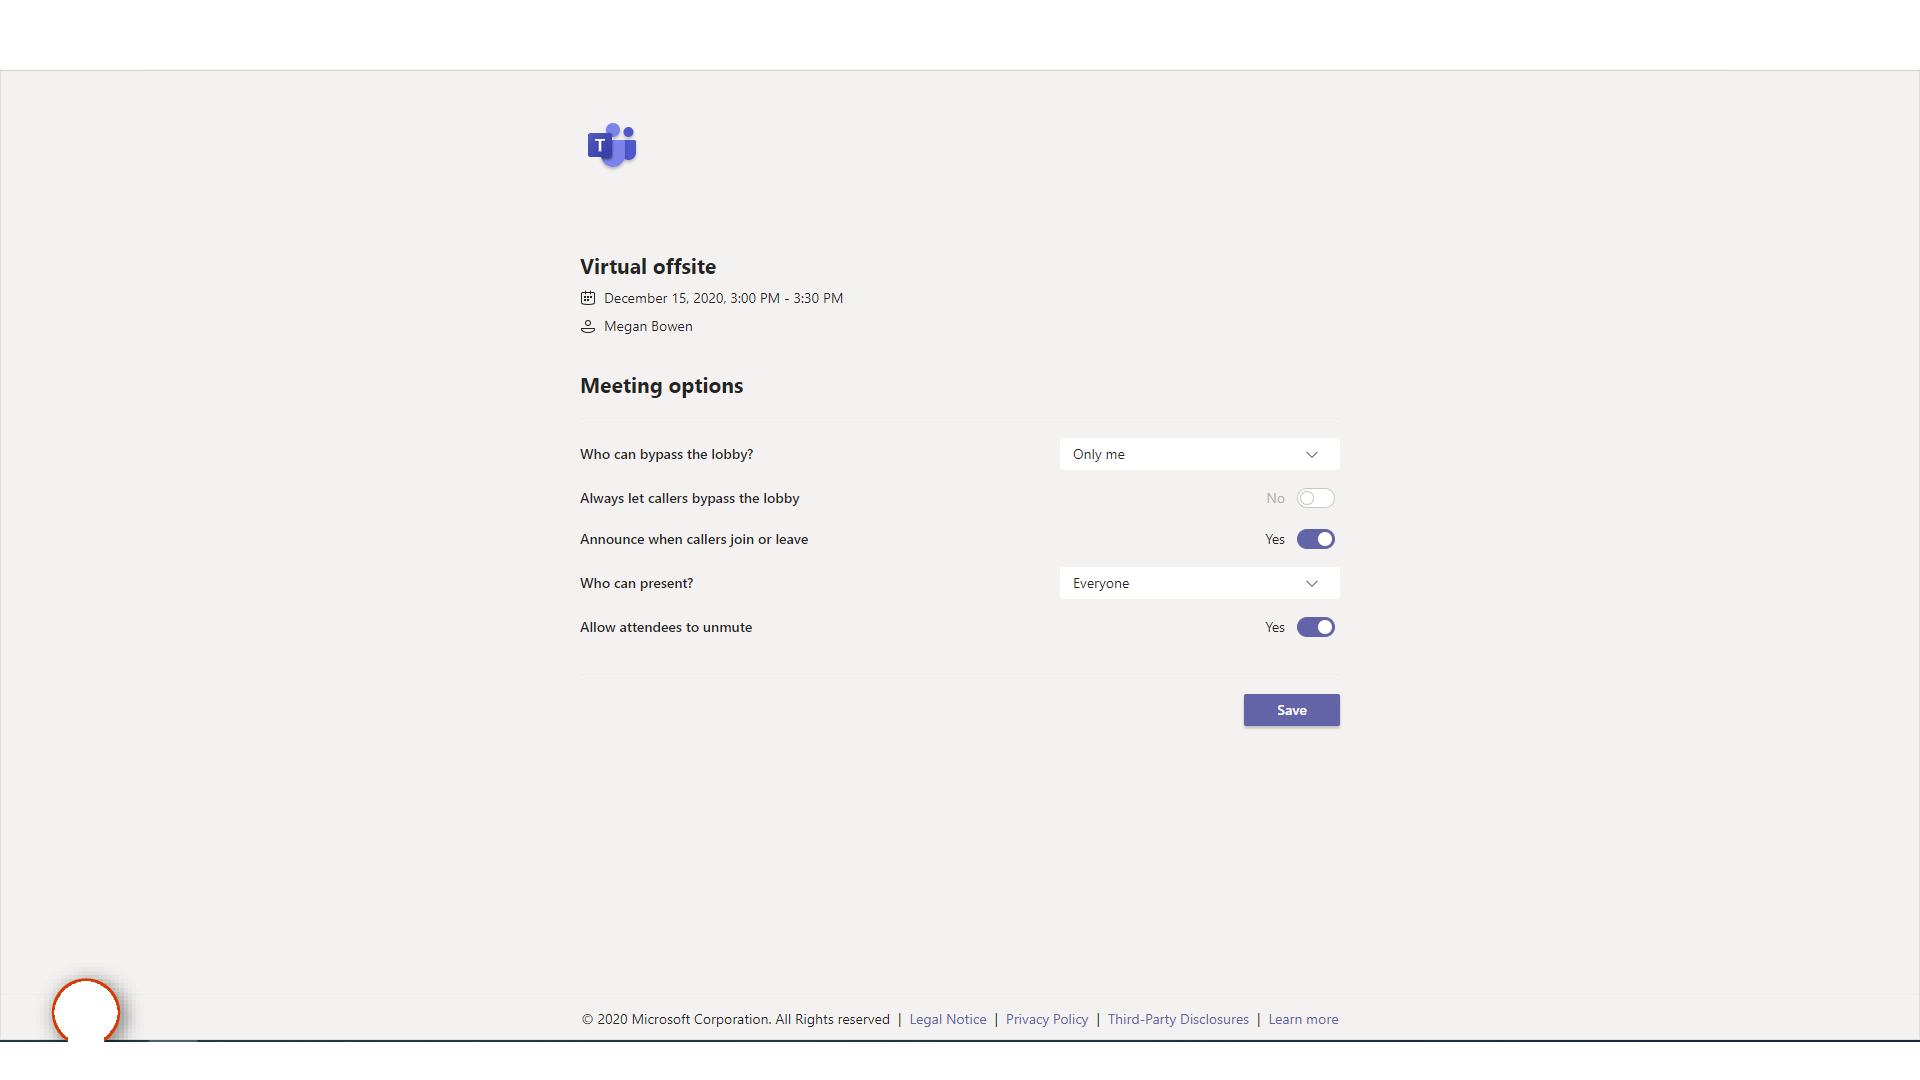 T
Virtual offsite
December 15, 2020, 3:00 PM - 3:30 PM
Megan Bowen
Meeting options
Who can bypass the lobby? Only me
Always let callers bypass the lobby No
Announce when callers join or leave Yes
Who can present? Everyone
Allow attendees to unmute Yes
Save
© 2020 Microsoft Corporation. All Rights reserved | Legal Notice | Privacy Policy | Third-Party Disclosures | Learn more